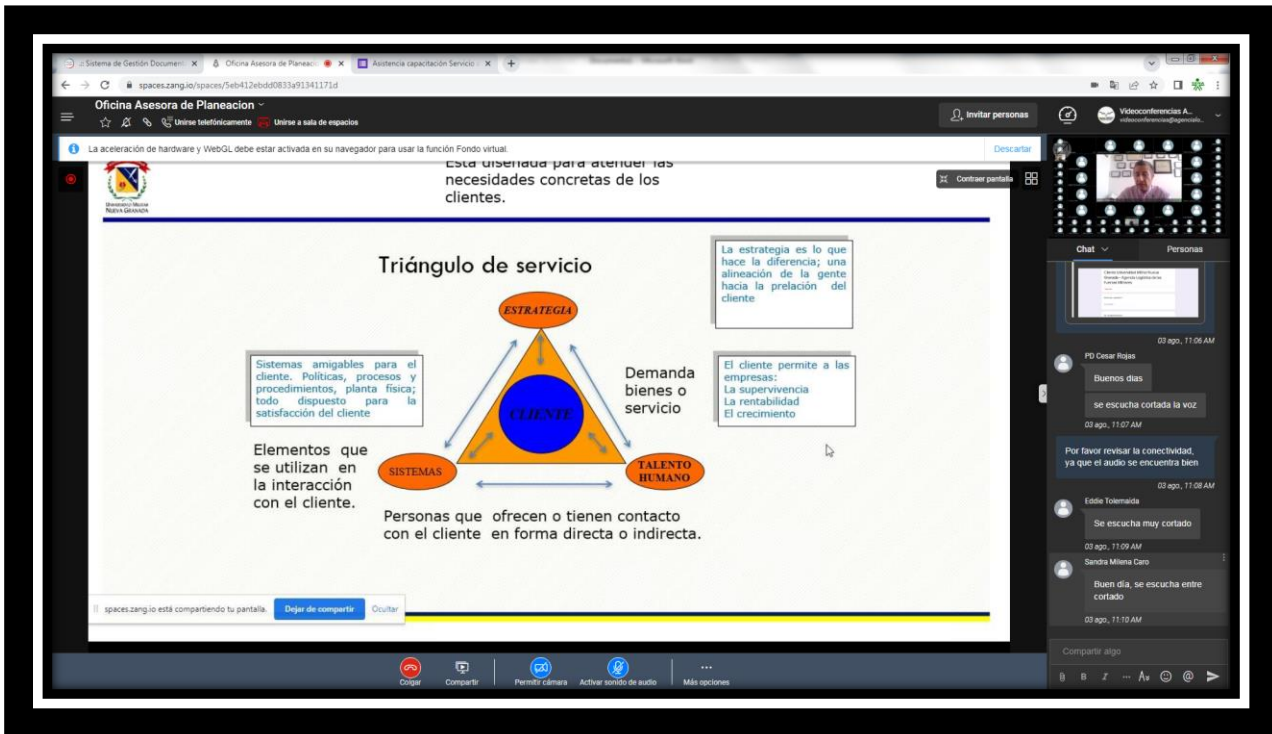 Sistema de Gestión Document
Oficina Asesora de Planeaci
Asistencia capacitación Servicio
spaces.zang.io/spaces/5eb412ebdd0833a91341171d
Oficina Asesora de Planeacion
Unirse telefónicamente Unirse a sala de espacios
Invitar personas
Videoconferencias A...
videoconferencias@agencialo..
La aceleración de hardware y WebGL debe estar activada en su navegador para usar la función Fondo virtual.
Descartar
Contraer pantalla
UNIVERSIDAD MILITAR
NUEVA GRANADA
Está diseñada para atender las
necesidades concretas de los
clientes.
Triángulo de servicio
La estrategia es lo que
hace la diferencia; una
alineación de la gente
hacia la prelación del
cliente
ESTRATEGIA
Sistemas amigables para el
cliente. Políticas, procesos y
procedimientos, planta física;
todo dispuesto para la
satisfacción del cliente
CLIENTE
Demanda
bienes o
servicio
El cliente permite a las
empresas:
La supervivencia
La rentabilidad
El crecimiento
Elementos que
se utilizan en
la interacción
con el cliente.
SISTEMAS
TALENTO
HUMANO
Personas que ofrecen o tienen contacto
con el cliente en forma directa o indirecta.
spaces.zang.io está compartiendo tu pantalla.
Dejar de compartir
Ocultar
Colgar
Compartir
Permitir cámara
Activar sonido de audio
Más opciones
Chat
Personas
03 ago., 11:06 AM
PD Cesar Rojas
Buenos dias
se escucha cortada la voz
03 ago., 11:07 AM
Por favor revisar la conectividad,
ya que el audio se encuentra bien
03 ago., 11:08 AM
Eddie Tolemaida
Se escucha muy cortado
03 ago., 11:09 AM
Sandra Milena Caro
Buen día, se escucha entre
cortado
03 ago., 11:10 AM
Compartir algo